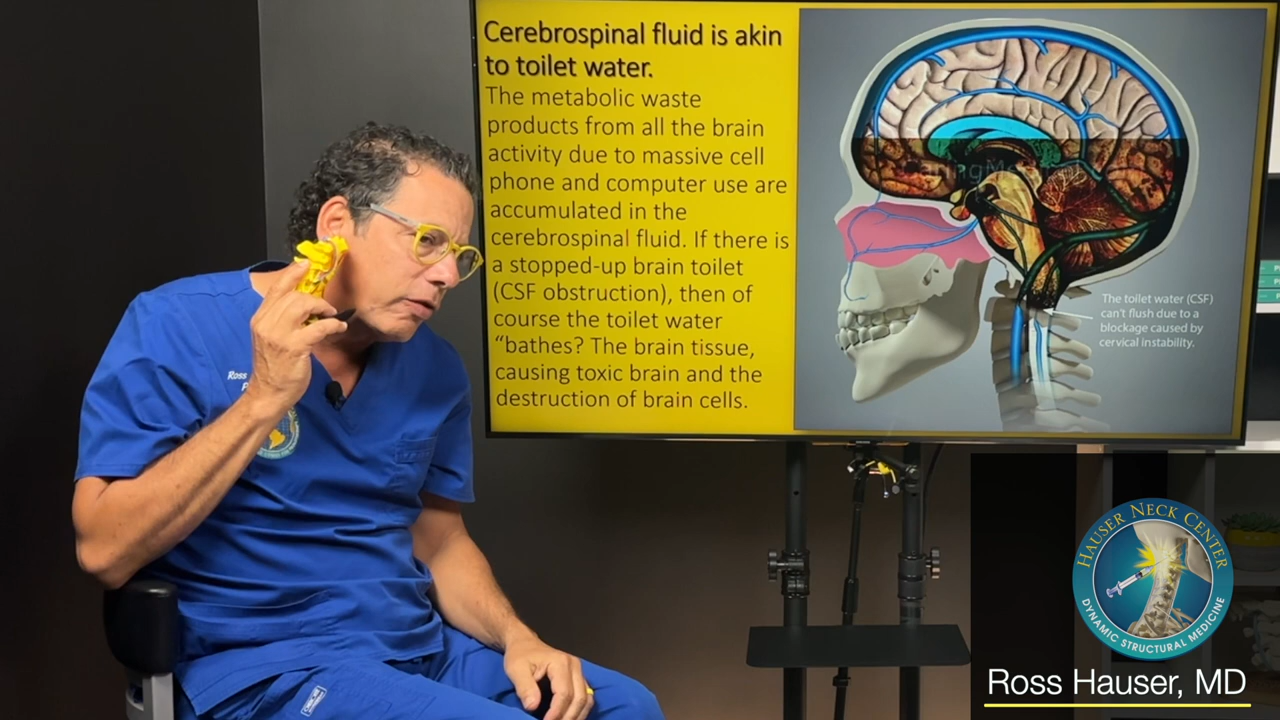 Cerebrospinal fluid is akin
to toilet water.
The metabolic waste
products from all the brain
activity due to massive cell
phone and computer use are
accumulated in the
cerebrospinal fluid. If there is
a stopped-up brain toilet
(CSF obstruction), then of
course the toilet water
“bathes? The brain tissue,
causing toxic brain and the
destruction of brain cells.
The toilet water (CSF)
can't flush due to a
blockage caused by
cervical instability.
Ross
HAUSER NECK CENTER
DYNAMIC STRUCTURAL MEDICINE
Ross Hauser, MD